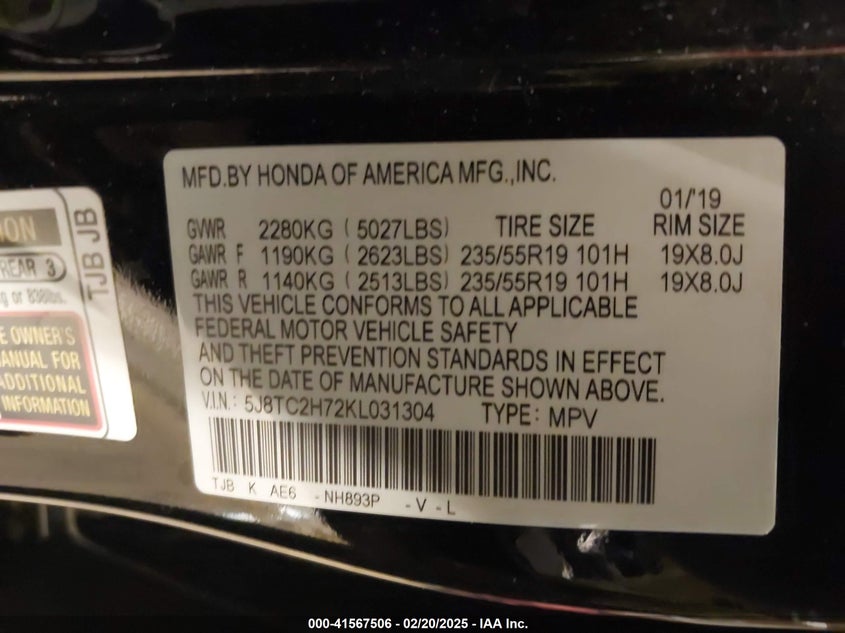 MFD.BY HONDA OF AMERICA MFG.,INC.
01/'19
GVWR 2280KG ( 5027LBS) TIRE SIZE RIM SIZE
GAWR F 1190KG ( 2623LBS) 235/55R19 101H 19X8.0J
GAWR R 1140KG ( 2513LBS) 235/55R19 101H 19X8.0J
THIS VEHICLE CONFORMS TO ALL APPLICABLE
FEDERAL MOTOR VEHICLE SAFETY
AND THEFT PREVENTION STANDARDS IN EFFECT
ON THE DATE OF MANUFACTURE SHOWN ABOVE.
V.I.N.: 5J8TC2H72KL031304 TYPE: MPV
TJB K AE6 -NH893P -V-L
REAR 3
or 838lbs.
OWNER'S
FOR
ADDITIONAL
INFORMATION
TJB JB
000-41567506 - 02/20/2025 - IAA Inc.